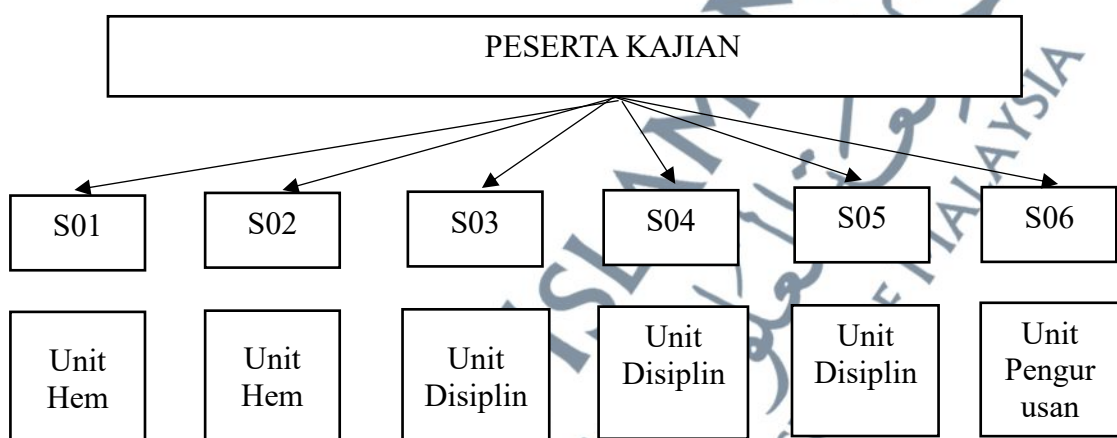 PESERTA KAJIAN
S01 S02 S03 S04 S05 S06
Unit Unit Unit Unit Unit Unit
Hem Hem Disiplin Disiplin Disiplin Pengur
usan